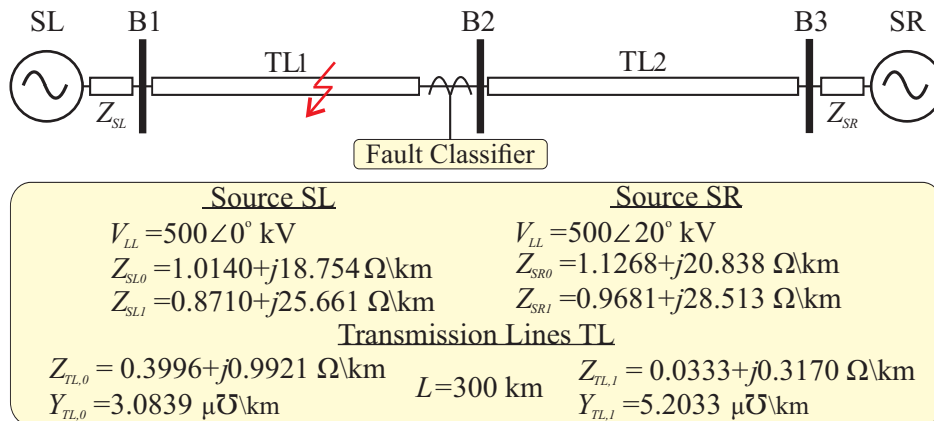 SL B1 B2 B3 SR
TL1 TL2
Z_SL Z_SR
Fault Classifier
Source SL Source SR
V_LL =500∠0° kV V_LL =500∠20° kV
Z_SL0 =1.0140+j18.754 Ω\km Z_SR0 =1.1268+j20.838 Ω\km
Z_SL1 =0.8710+j25.661 Ω\km Z_SR1 =0.9681+j28.513 Ω\km
Transmission Lines TL
Z_TL,0 = 0.3996+j0.9921 Ω\km L=300 km Z_TL,1 = 0.0333+j0.3170 Ω\km
Y_TL,0 =3.0839 μ℧\km Y_TL,1 =5.2033 μ℧\km